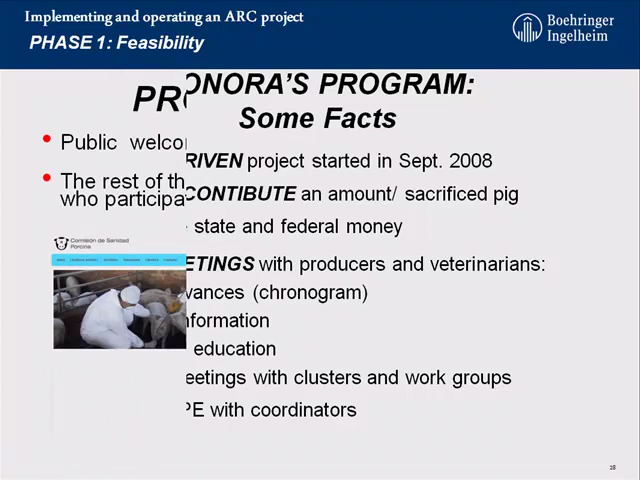 Implementing and operating an ARC project
PHASE 1: Feasibility
Boehringer
Ingelheim
ONORA'S PROGRAM:
Some Facts
Public welco
RIVEN project started in Sept. 2008
The rest of th
CONTIBUTE an amount/ sacrificed pig
who participa
state and federal money
Comisión de Sanidad
Porcina
ETINGS with producers and veterinarians:
vances (chronogram)
nformation
education
eetings with clusters and work groups
PE with coordinators
28